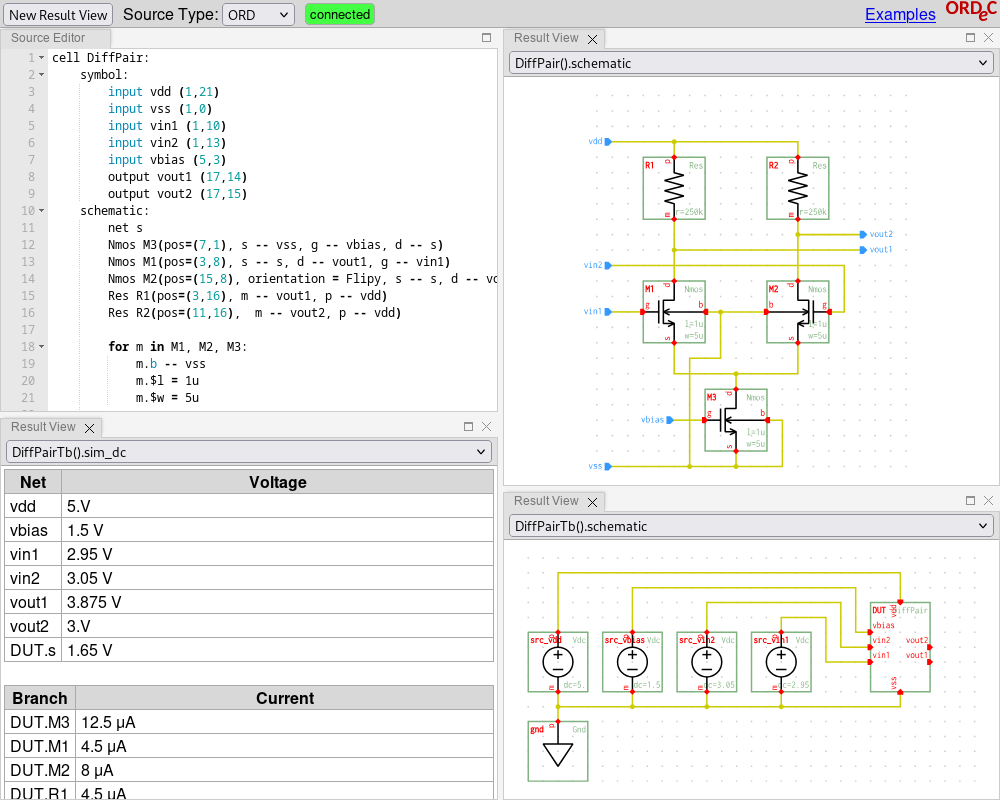 New Result View Source Type: ORD connected Examples ORDeC
Source Editor
1 cell DiffPair:
2 symbol:
3 input vdd (1,21)
4 input vss (1,0)
5 input vin1 (1,10)
6 input vin2 (1,13)
7 input vbias (5,3)
8 output vout1 (17,14)
9 output vout2 (17,15)
10 schematic:
11 net s
12 Nmos M3(pos=(7,1), s -- vss, g -- vbias, d -- s)
13 Nmos M1(pos=(3,8), s -- s, d -- vout1, g -- vin1)
14 Nmos M2(pos=(15,8), orientation = Flipy, s -- s, d -- vo
15 Res R1(pos=(3,16), m -- vout1, p -- vdd)
16 Res R2(pos=(11,16), m -- vout2, p -- vdd)
17
18 for m in M1, M2, M3:
19 m.b -- vss
20 m.$l = 1u
21 m.$w = 5u
Result View
DiffPairTb().sim_dc
Net Voltage
vdd 5.V
vbias 1.5 V
vin1 2.95 V
vin2 3.05 V
vout1 3.875 V
vout2 3.V
DUT.s 1.65 V
Branch Current
DUT.M3 12.5 µA
DUT.M1 4.5 µA
DUT.M2 8 µA
DUT.R1 4.5 µA
Result View
DiffPair().schematic
vdd
R1 p Res R2 p Res
m r=250k m r=250k
vout2
vout1
vin2
M1 d Nmos M2 d Nmos
g b b g
vin1
s l=1u w=5u s l=1u w=5u
M3 d Nmos
vbias g b
s l=1u w=5u
vss
Result View
DiffPairTb().schematic
DUT vdd DiffPair
vbias
src_vdd p Vdc src_vbias p Vdc src_vin2 p Vdc src_vin1 p Vdc vin2 vout2
vin1 vout1
m dc=5. m dc=1.5 m dc=3.05 m dc=2.95 vss
gnd p Gnd